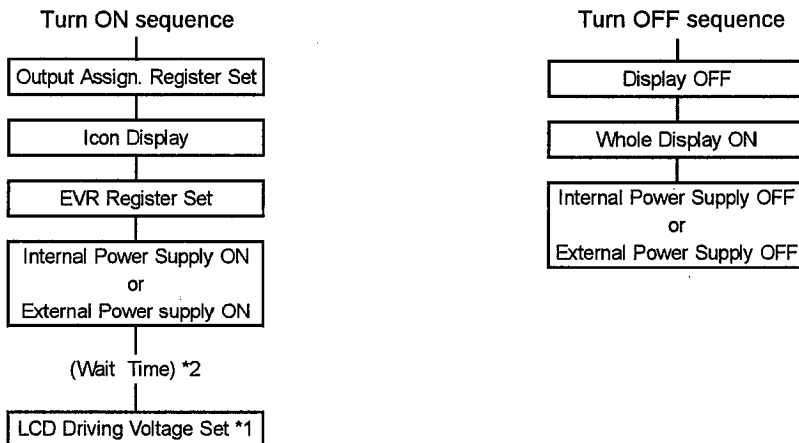 Turn ON sequence
Output Assign. Register Set
Icon Display
EVR Register Set
Internal Power Supply ON
or
External Power supply ON
(Wait Time) *2
LCD Driving Voltage Set *1
Turn OFF sequence
Display OFF
Whole Display ON
Internal Power Supply OFF
or
External Power Supply OFF